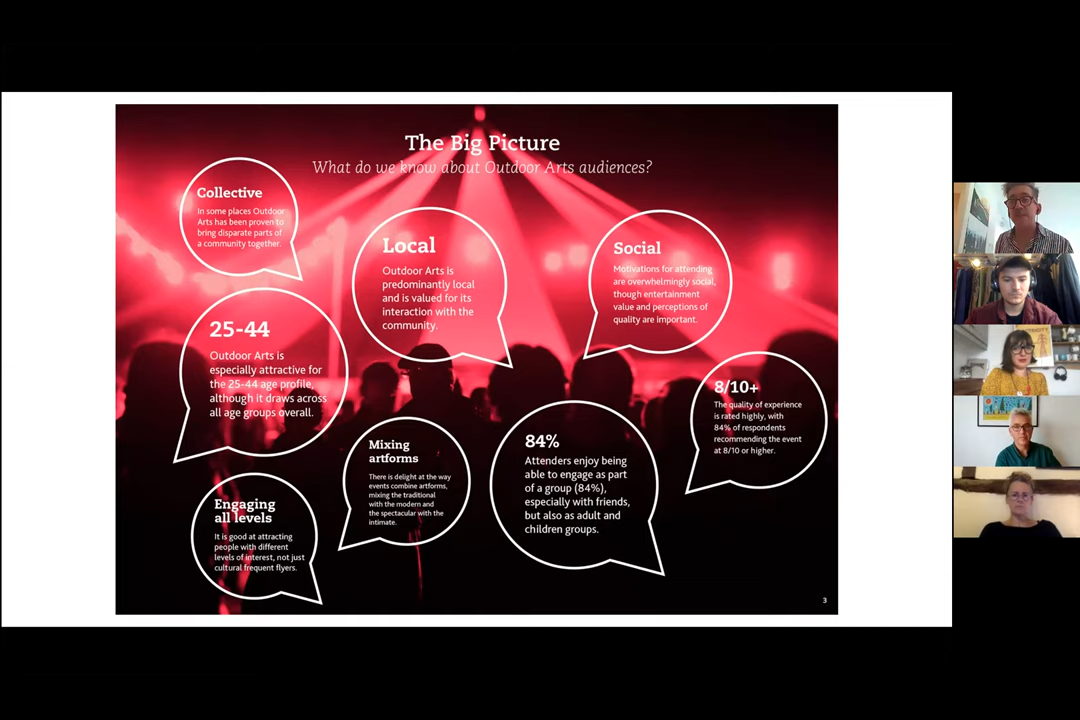 The Big Picture
What do we know about Outdoor Arts audiences?
Collective
In some places Outdoor
Arts has been proven to
bring disparate parts of
a community together.
Local
Outdoor Arts is
predominantly local
and is valued for its
interaction with the
community.
Social
Motivations for attending
are overwhelmingly social,
though entertainment
value and perceptions of
quality are important.
25-44
Outdoor Arts is
especially attractive for
the 25-44 age profile,
although it draws across
all age groups overall.
8/10+
The quality of experience
is rated highly, with
84% of respondents
recommending the event
at 8/10 or higher.
Mixing
artforms
There is delight at the way
events combine artforms,
mixing the traditional
with the modern and
the spectacular with the
intimate.
84%
Attenders enjoy being
able to engage as part
of a group (84%),
especially with friends,
but also as adult and
children groups.
Engaging
all levels
It is good at attracting
people with different
levels of interest, not just
cultural frequent flyers.
3